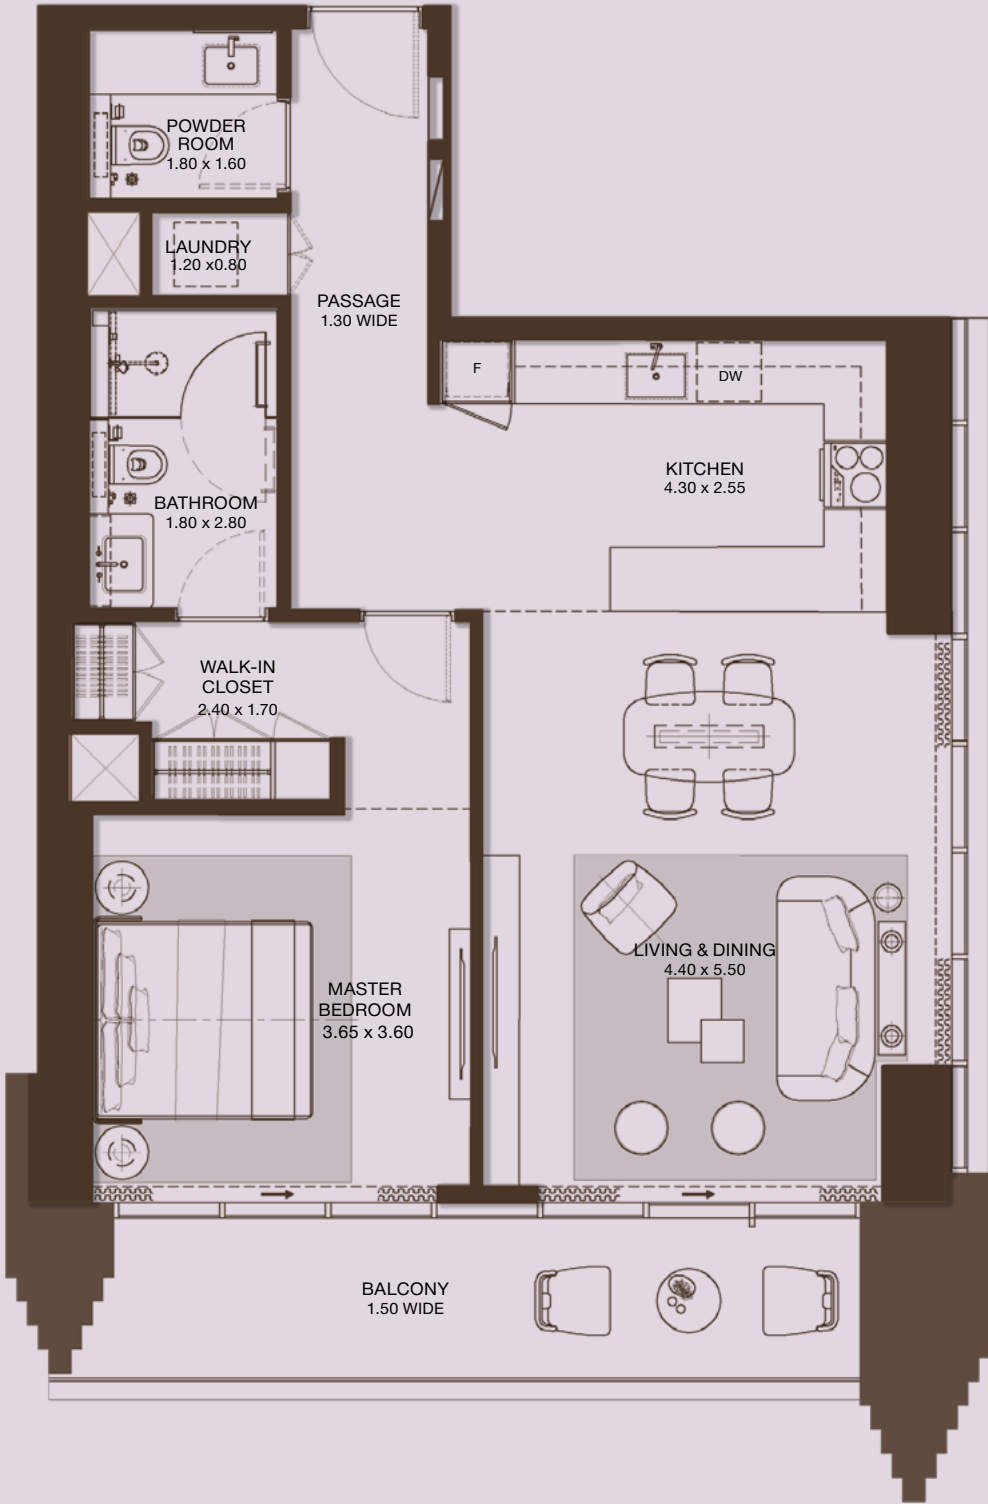 POWDER
ROOM
1.80 x 1.60
LAUNDRY
1.20 x0.80
PASSAGE
1.30 WIDE
F
DW
KITCHEN
4.30 x 2.55
BATHROOM
1.80 x 2.80
WALK-IN
CLOSET
2.40 x 1.70
LIVING & DINING
4.40 x 5.50
MASTER
BEDROOM
3.65 x 3.60
BALCONY
1.50 WIDE